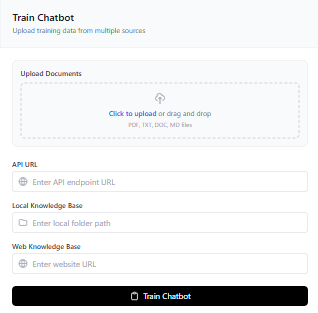 Train Chatbot
Upload training data from multiple sources
Upload Documents
Click to upload or drag and drop
PDF, TXT, DOC, MD files
API URL
Enter API endpoint URL
Local Knowledge Base
Enter local folder path
Web Knowledge Base
Enter website URL
Train Chatbot